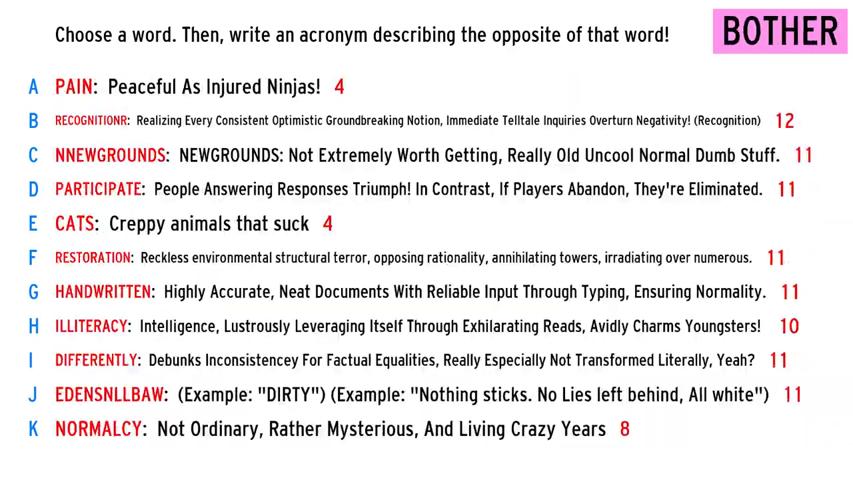 Choose a word. Then, write an acronym describing the opposite of that word! BOTHER
A PAIN: Peaceful As Injured Ninjas! 4
B RECOGNITIONR: Realizing Every Consistent Optimistic Groundbreaking Notion, Immediate Telltale Inquiries Overturn Negativity! (Recognition) 12
C NNEWGROUNDS: NEWGROUNDS: Not Extremely Worth Getting, Really Old Uncool Normal Dumb Stuff. 11
D PARTICIPATE: People Answering Responses Triumph! In Contrast, If Players Abandon, They're Eliminated. 11
E CATS: Creppy animals that suck 4
F RESTORATION: Reckless environmental structural terror, opposing rationality, annihilating towers, irradiating over numerous. 11
G HANDWRITTEN: Highly Accurate, Neat Documents With Reliable Input Through Typing, Ensuring Normality. 11
H ILLITERACY: Intelligence, Lustrously Leveraging Itself Through Exhilarating Reads, Avidly Charms Youngsters! 10
I DIFFERENTLY: Debunks Inconsistencey For Factual Equalities, Really Especially Not Transformed Literally, Yeah? 11
J EDENSNLLBAW: (Example: "DIRTY") (Example: "Nothing sticks. No Lies left behind, All white") 11
K NORMALCY: Not Ordinary, Rather Mysterious, And Living Crazy Years 8